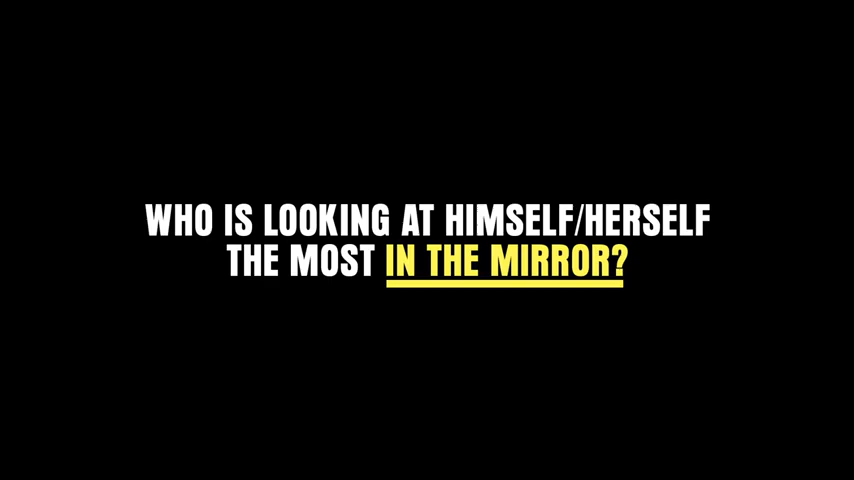 WHO IS LOOKING AT HIMSELF/HERSELF
THE MOST IN THE MIRROR?